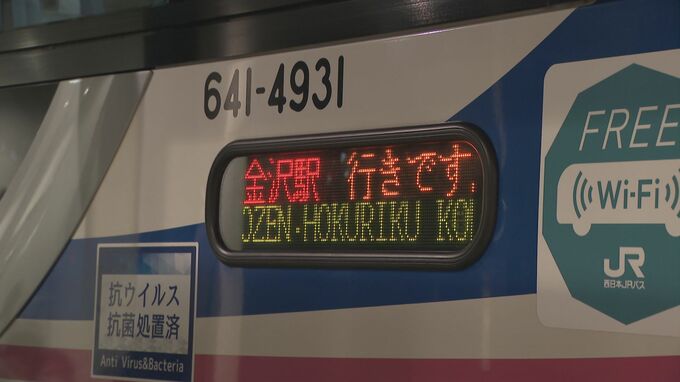 641-4931
金沢駅 行きです。
OZEN・HOKURIKU KO
FREE
Wi-Fi
JR
西日本JRバス
抗ウイルス
抗菌処置済
Anti Virus&Bacteria